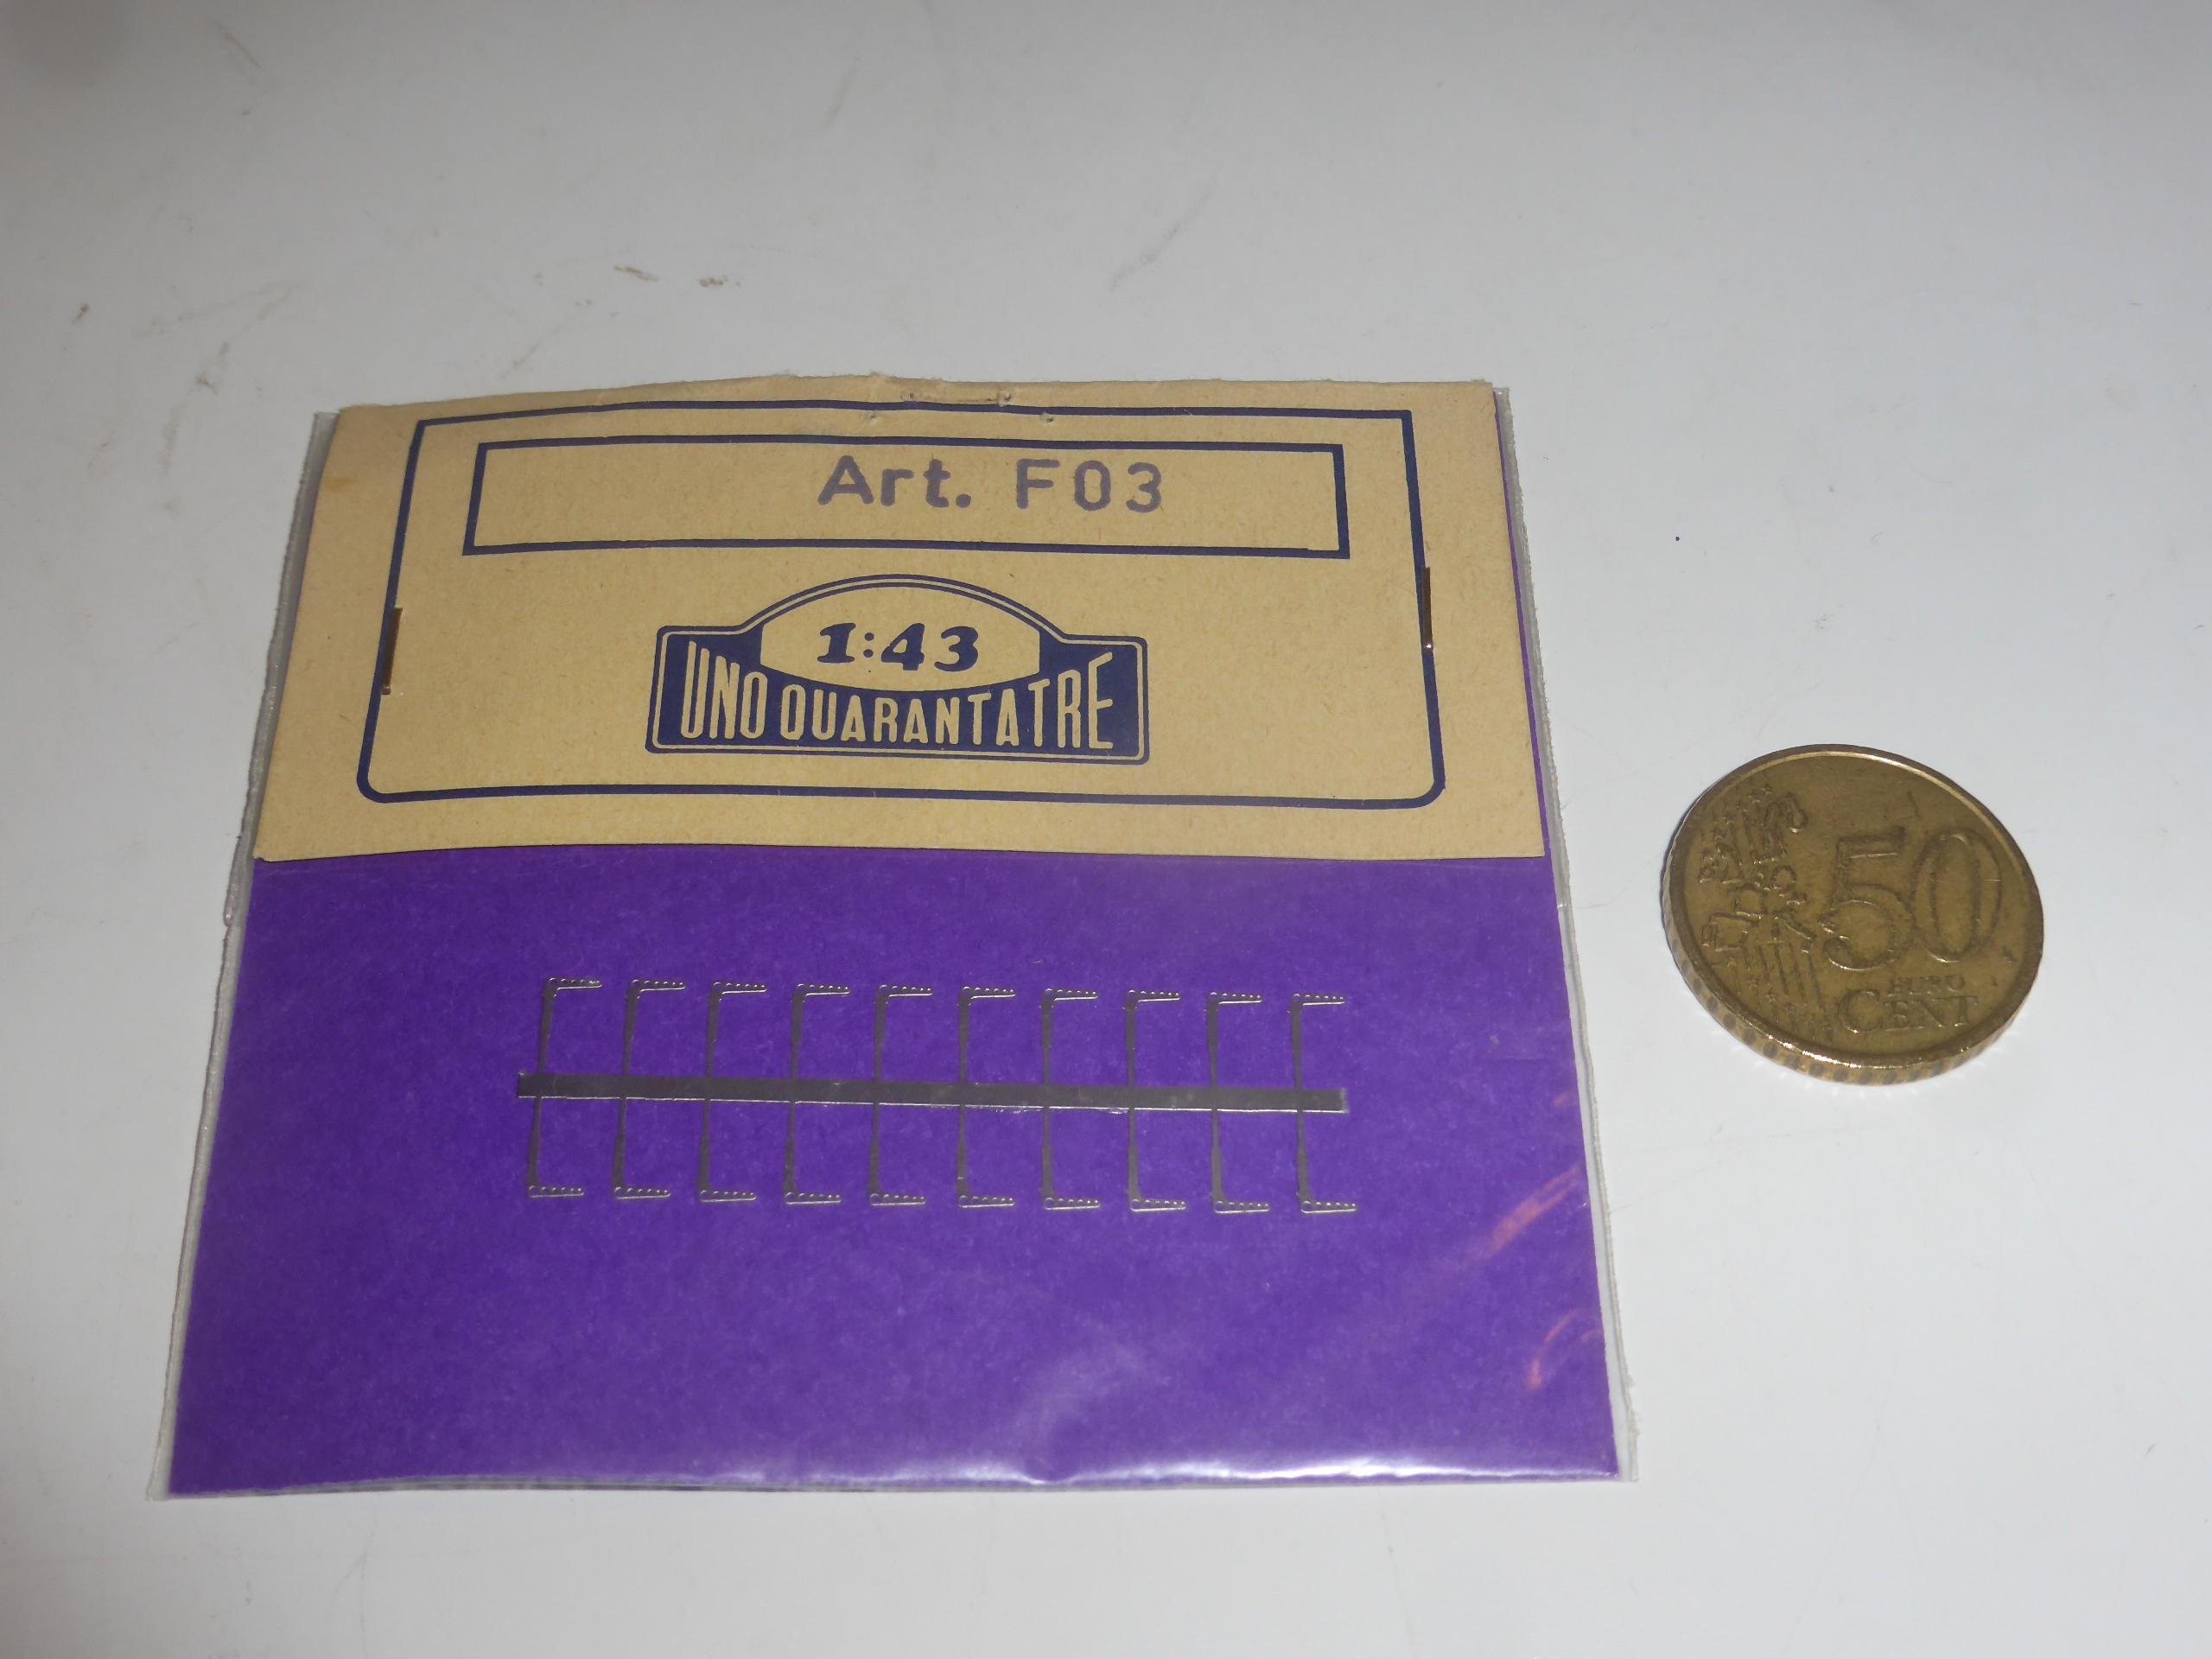 Art. F03
1:43
UNO QUARANTATRE
50
EURO
CENT